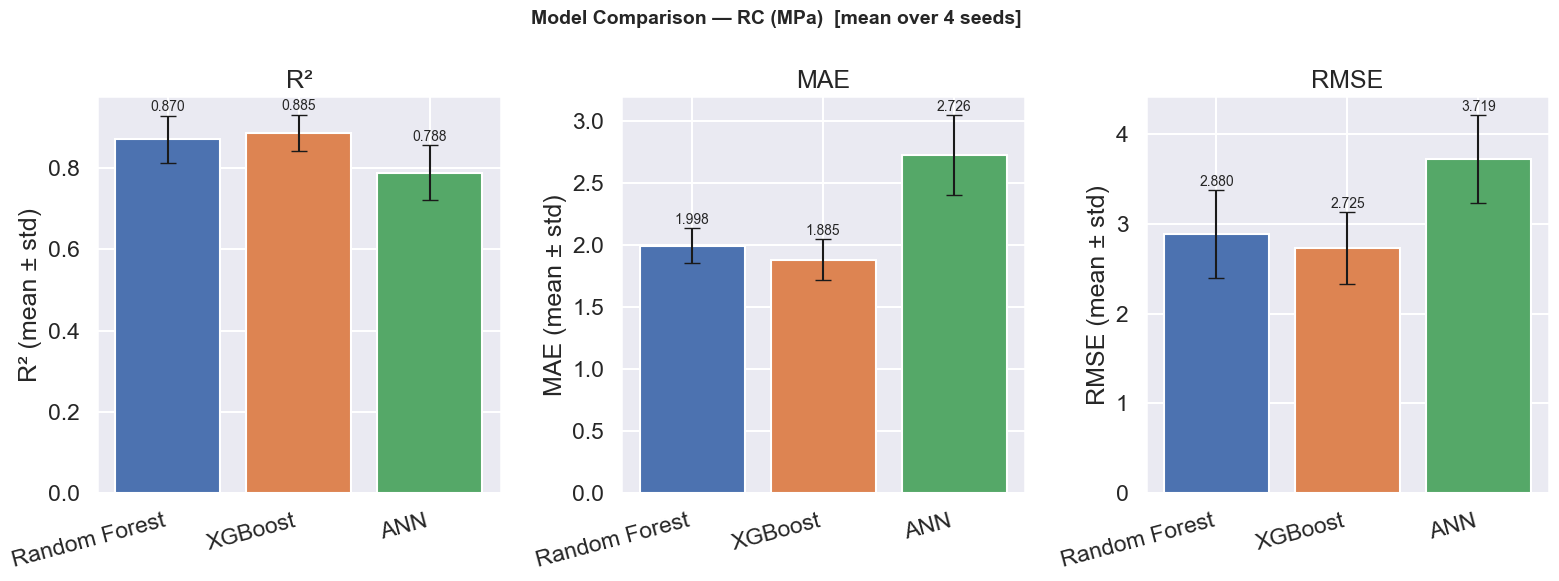 Model Comparison — RC (MPa)  [mean over 4 seeds]
R²
R² (mean ± std)
0.8
0.6
0.4
0.2
0.0
0.870
0.885
0.788
Random Forest
XGBoost
ANN
MAE
MAE (mean ± std)
3.0
2.5
2.0
1.5
1.0
0.5
0.0
1.998
1.885
2.726
Random Forest
XGBoost
ANN
RMSE
RMSE (mean ± std)
4
3
2
1
0
2.880
2.725
3.719
Random Forest
XGBoost
ANN